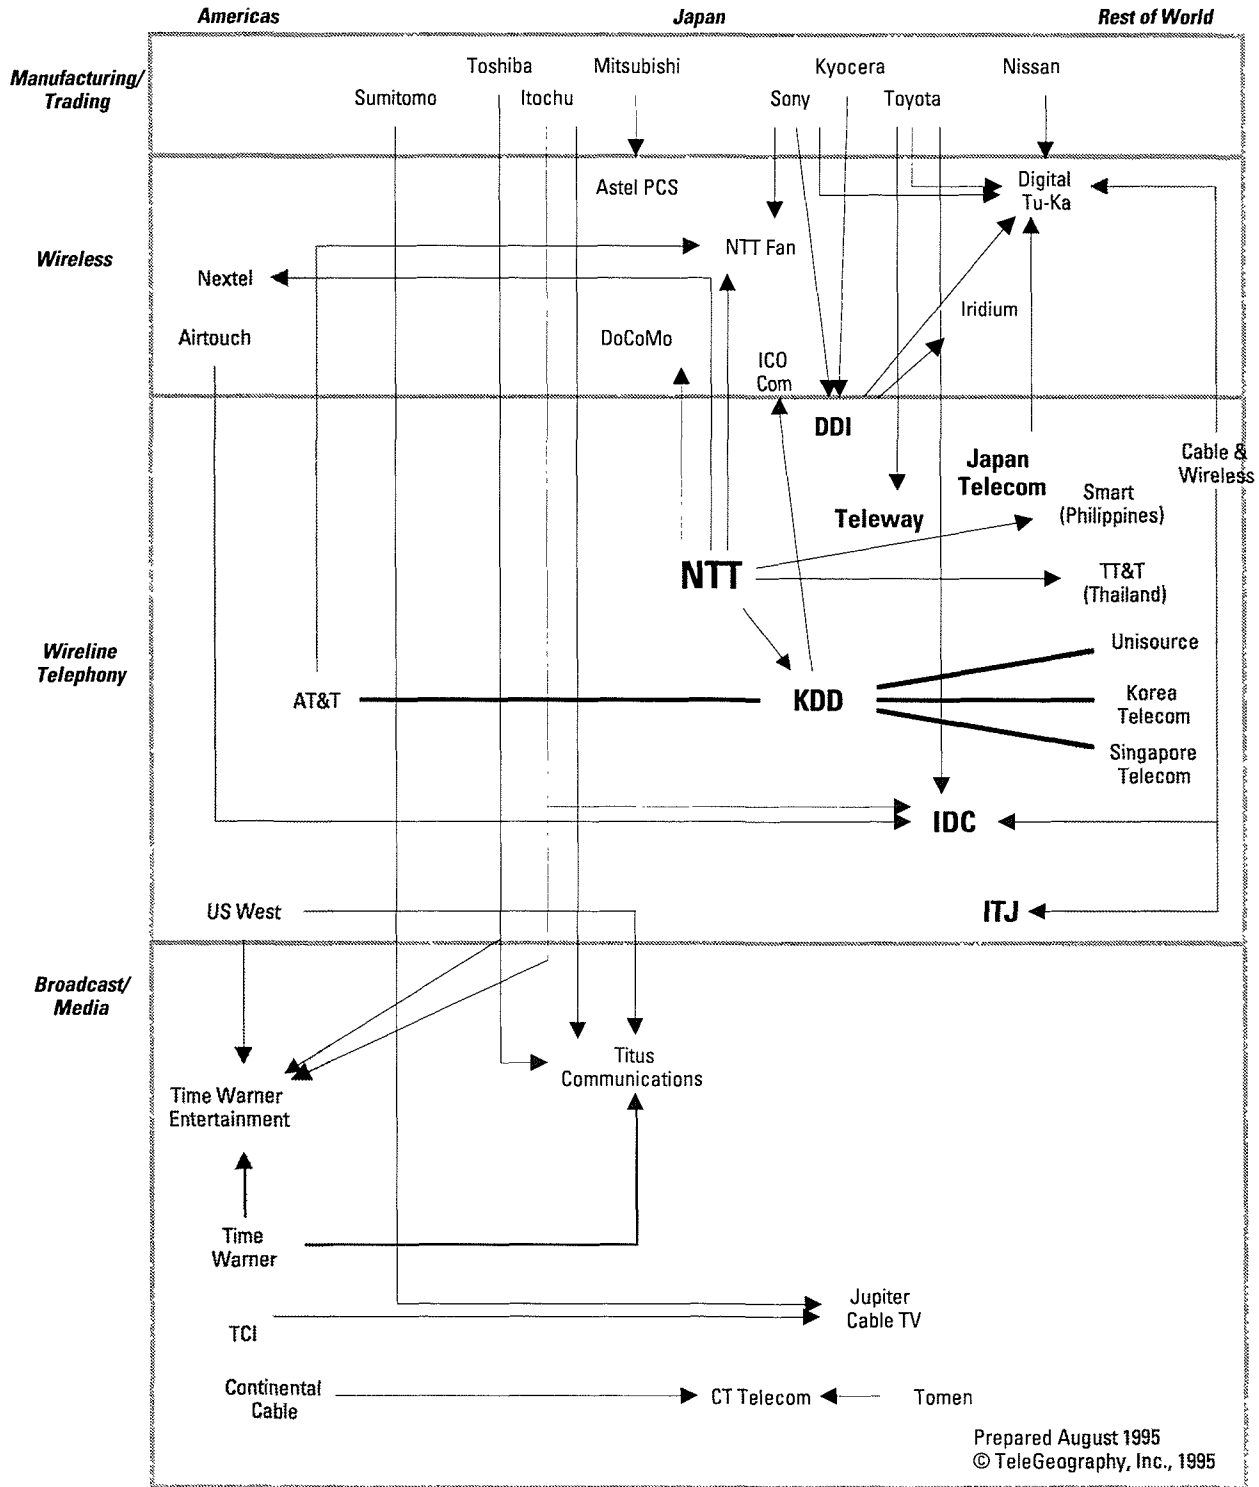 Americas
Japan
Rest of World
Manufacturing/
Trading
Toshiba
Mitsubishi
Kyocera
Nissan
Sumitomo
Itochu
Sony
Toyota
Wireless
Astel PCS
Digital
Tu-Ka
NTT Fan
Nextel
Iridium
Airtouch
DoCoMo
ICO
Com
DDI
Wireline
Telephony
Japan
Telecom
Cable &
Wireless
Smart
(Philippines)
Teleway
NTT
TT&T
(Thailand)
Unisource
AT&T
KDD
Korea
Telecom
Singapore
Telecom
IDC
US West
ITJ
Broadcast/
Media
Titus
Communications
Time Warner
Entertainment
Time
Warner
Jupiter
Cable TV
TCI
Continental
Cable
CT Telecom
Tomen
Prepared August 1995
© TeleGeography, Inc., 1995